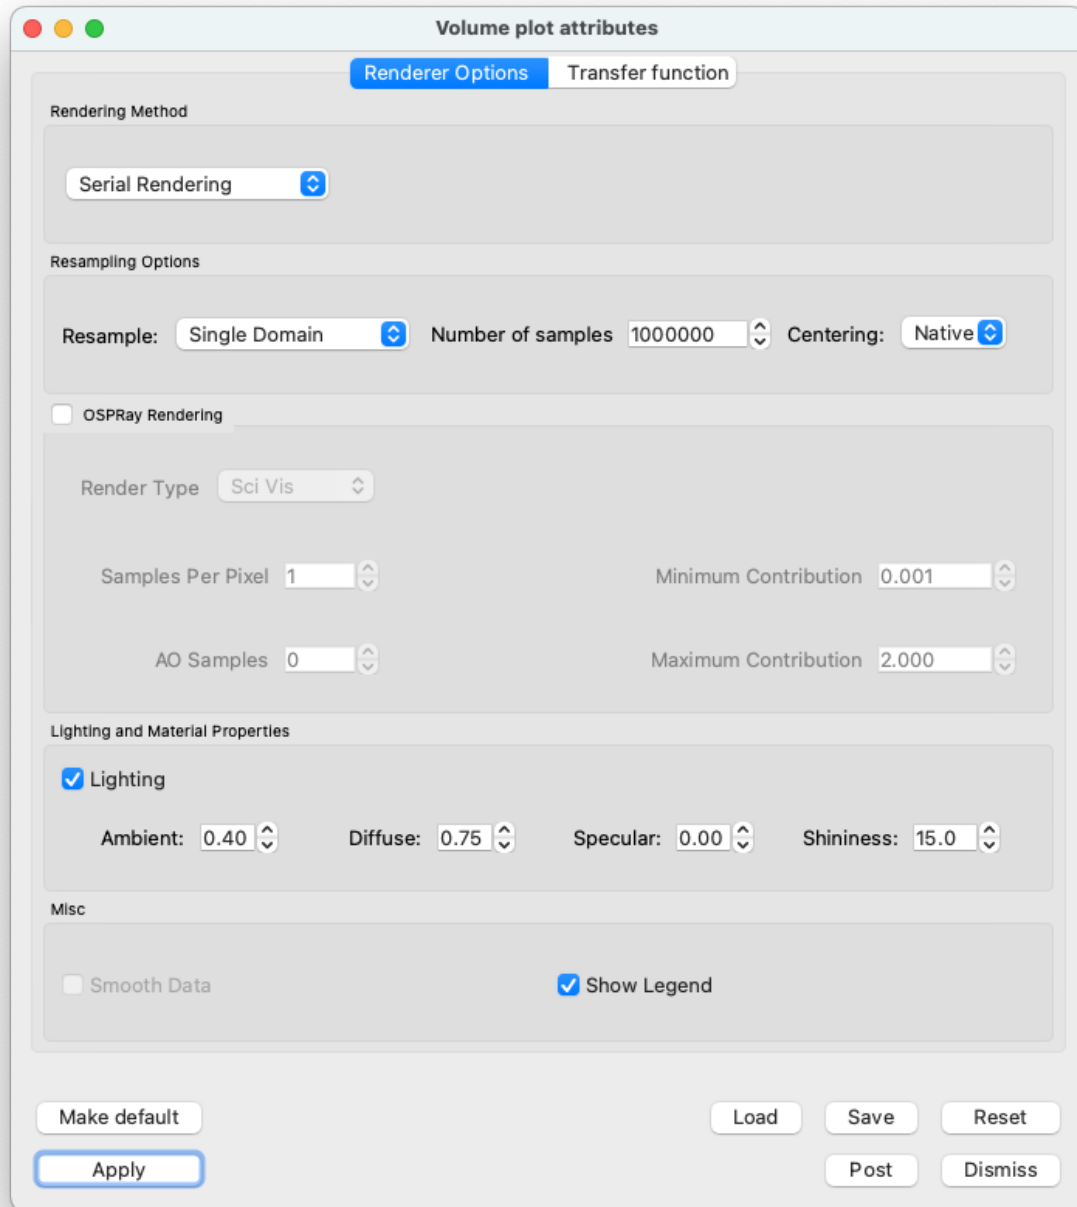 Volume plot attributes
Renderer Options Transfer function
Rendering Method
Serial Rendering
Resampling Options
Resample: Single Domain Number of samples 1000000 Centering: Native
OSPRay Rendering
Render Type Sci Vis
Samples Per Pixel 1 Minimum Contribution 0.001
AO Samples 0 Maximum Contribution 2.000
Lighting and Material Properties
Lighting
Ambient: 0.40 Diffuse: 0.75 Specular: 0.00 Shininess: 15.0
Misc
Smooth Data Show Legend
Make default Load Save Reset
Apply Post Dismiss